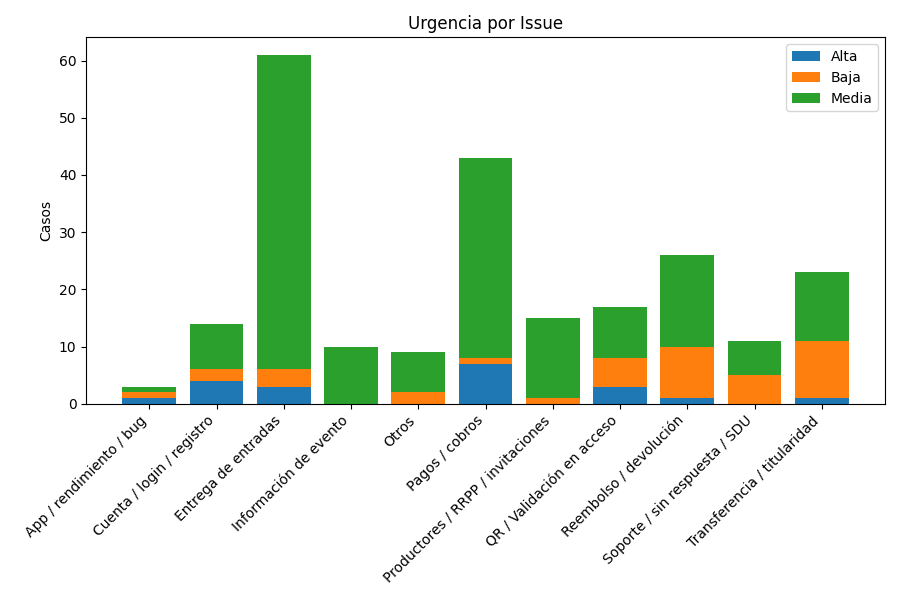 Urgencia por Issue
Alta
Baja
Media
Casos
60
50
40
30
20
10
0
App / rendimiento / bug
Cuenta / login / registro
Entrega de entradas
Información de evento
Otros
Pagos / cobros
Productores / RRPP / invitaciones
QR / Validación en acceso
Reembolso / devolución
Soporte / sin respuesta / SDU
Transferencia / titularidad